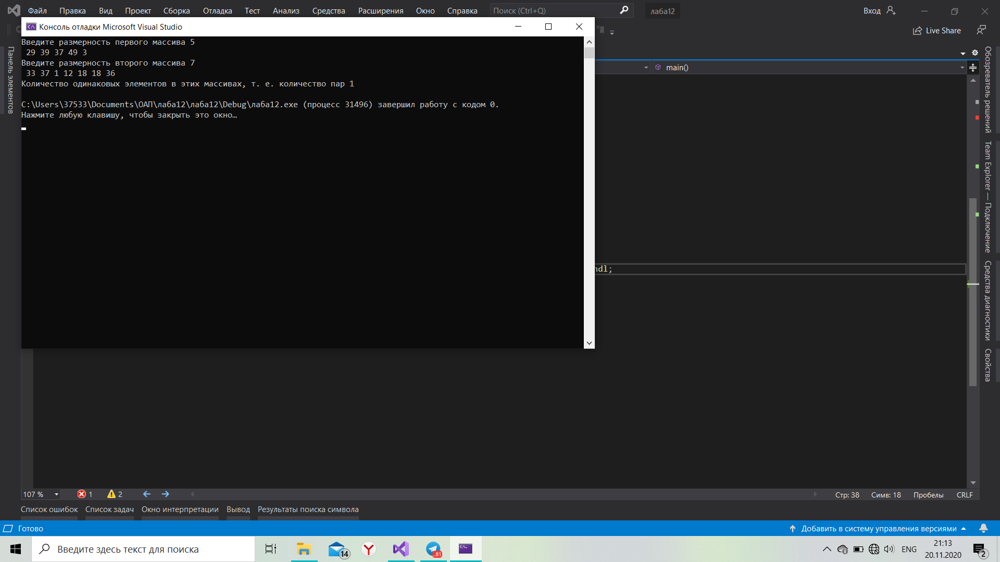 Файл Правка Вид Проект Сборка Отладка Тест Анализ Средства Расширения Окно Справка Поиск (Ctrl+Q) лаба12 Вход
Консоль отладки Microsoft Visual Studio
Live Share
Введите размерность первого массива 5
29 39 37 49 3
Введите размерность второго массива 7
33 37 1 12 18 18 36
Количество одинаковых элементов в этих массивах, т. е. количество пар 1
C:\Users\37533\Documents\ОАП\лаба12\лаба12\Debug\лаба12.exe (процесс 31496) завершил работу с кодом 0.
Нажмите любую клавишу, чтобы закрыть это окно…
Панель элементов
main()
ndl;
Обозреватель решений
Team Explorer — Подключение
Средства диагностики
Свойства
107 % 1 2 Стр: 38 Симв: 18 Пробелы CRLF
Список ошибок Список задач Окно интерпретации Вывод Результаты поиска символа
Готово Добавить в систему управления версиями
Введите здесь текст для поиска 14 81 ENG 21:13
20.11.2020 2